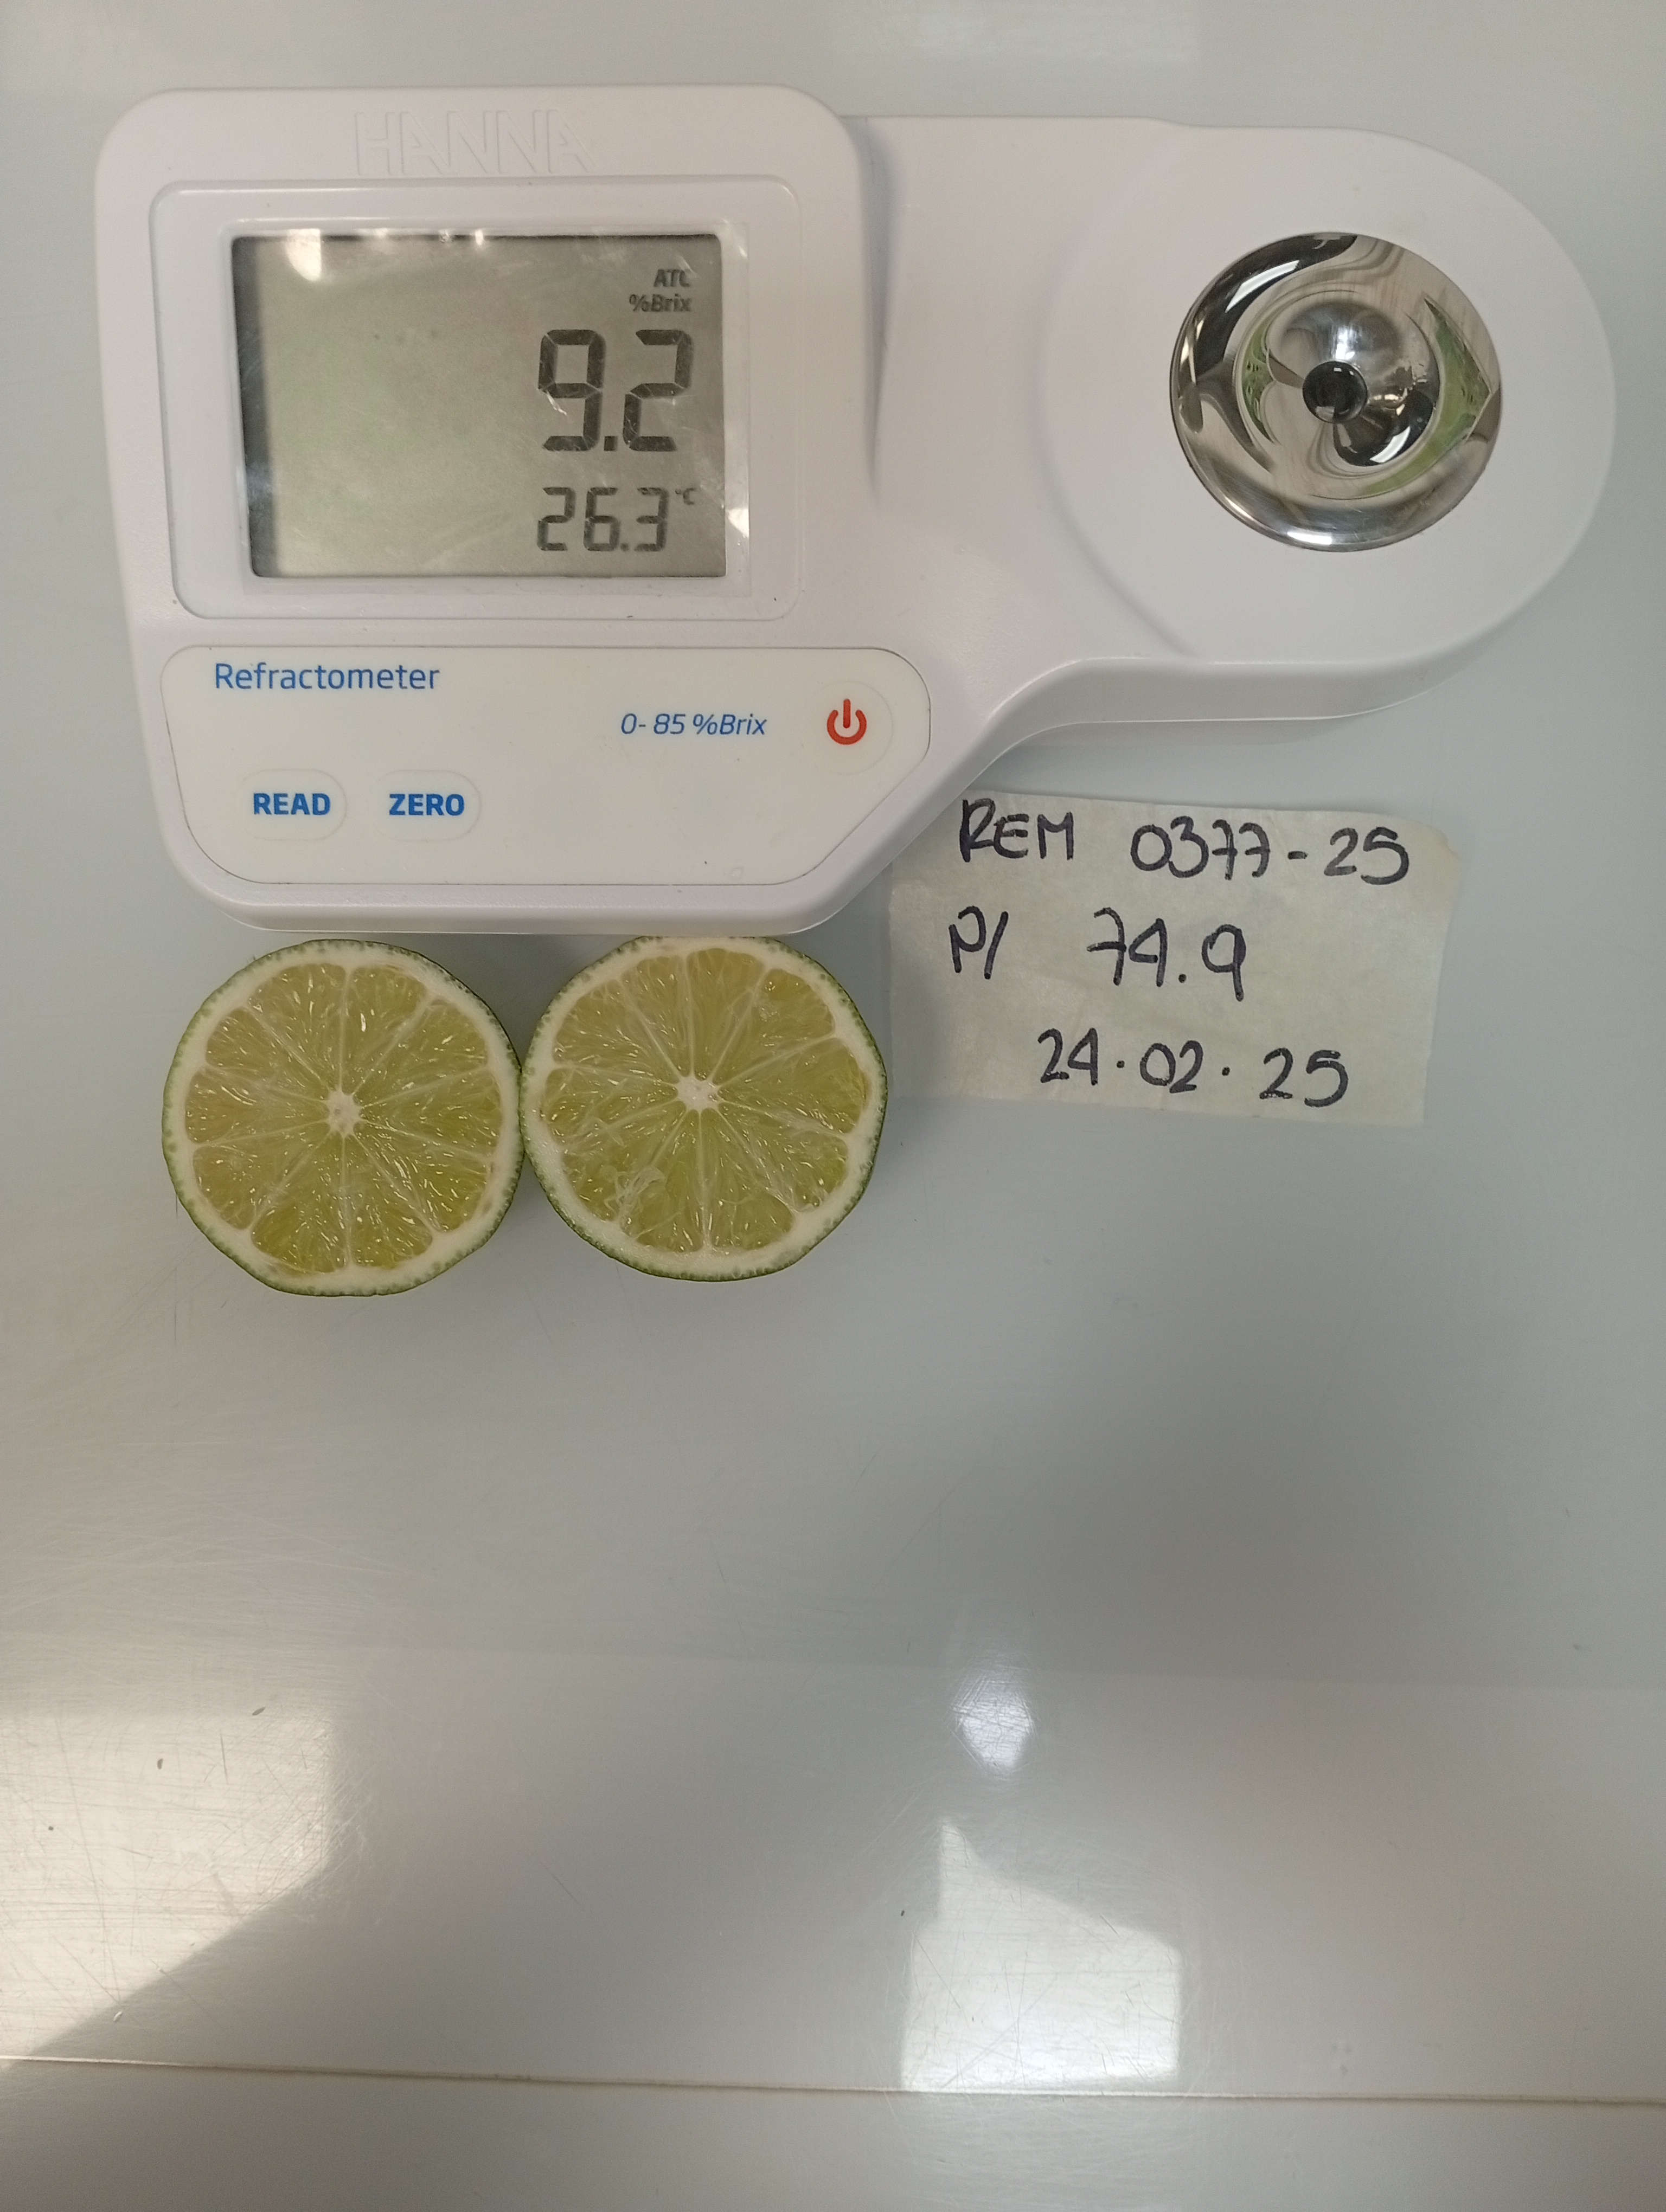 HANNA
ATC
%Brix
9.2
26.3 °C
Refractometer
0-85 %Brix
READ ZERO
REM 0377-25
P/ 74.9
24.02.25